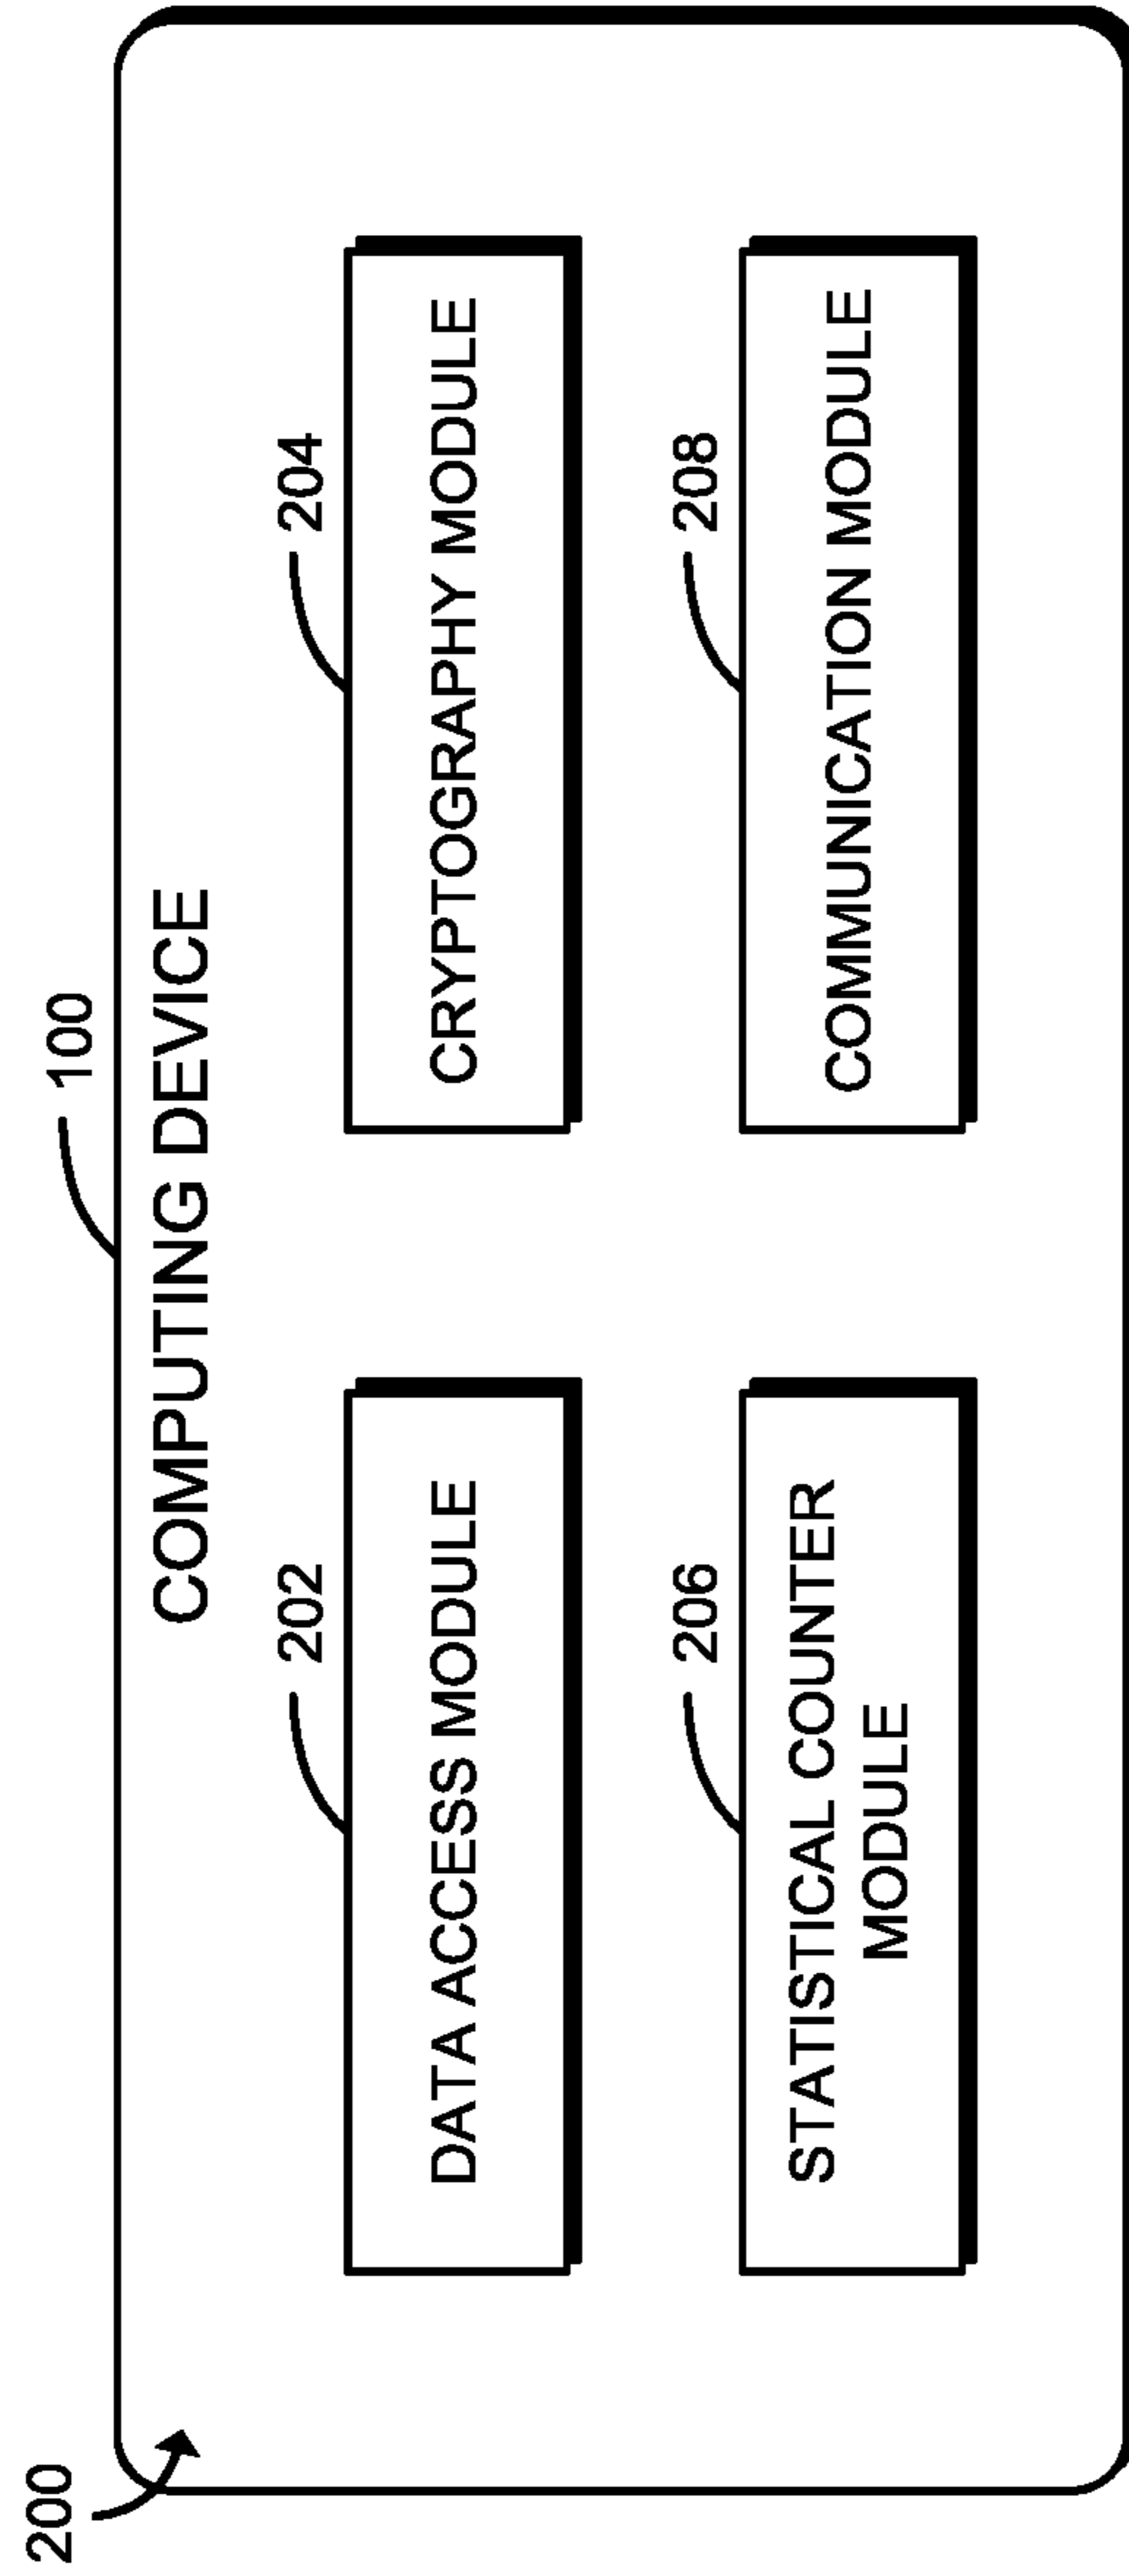 200
100
COMPUTING DEVICE
202
204
DATA ACCESS MODULE
CRYPTOGRAPHY MODULE
206
208
STATISTICAL COUNTER
MODULE
COMMUNICATION MODULE